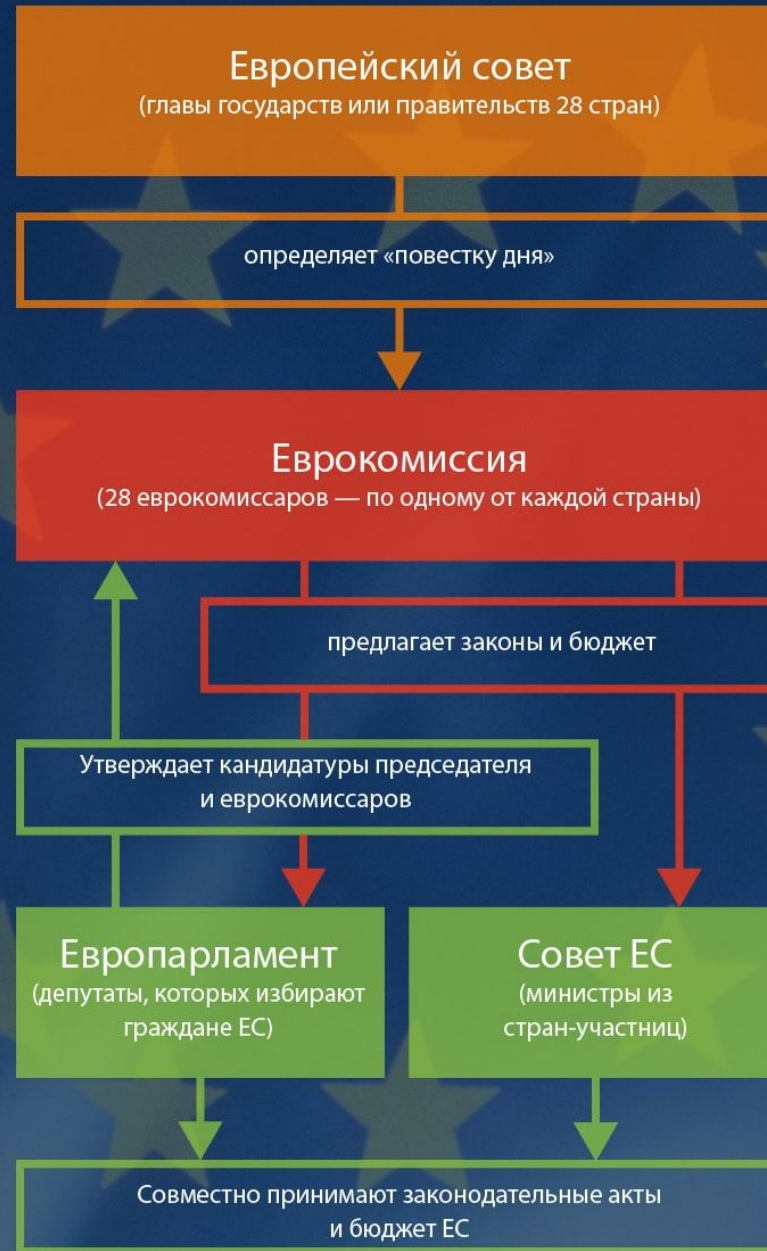 Европейский совет
(главы государств или правительств 28 стран)
определяет «повестку дня»
Еврокомиссия
(28 еврокомиссаров — по одному от каждой страны)
предлагает законы и бюджет
Утверждает кандидатуры председателя
и еврокомиссаров
Европарламент
(депутаты, которых избирают
граждане ЕС)
Совет ЕС
(министры из
стран-участниц)
Совместно принимают законодательные акты
и бюджет ЕС